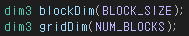 dim3 blockDim(BLOCK_SIZE);
dim3 gridDim(NUM_BLOCKS);